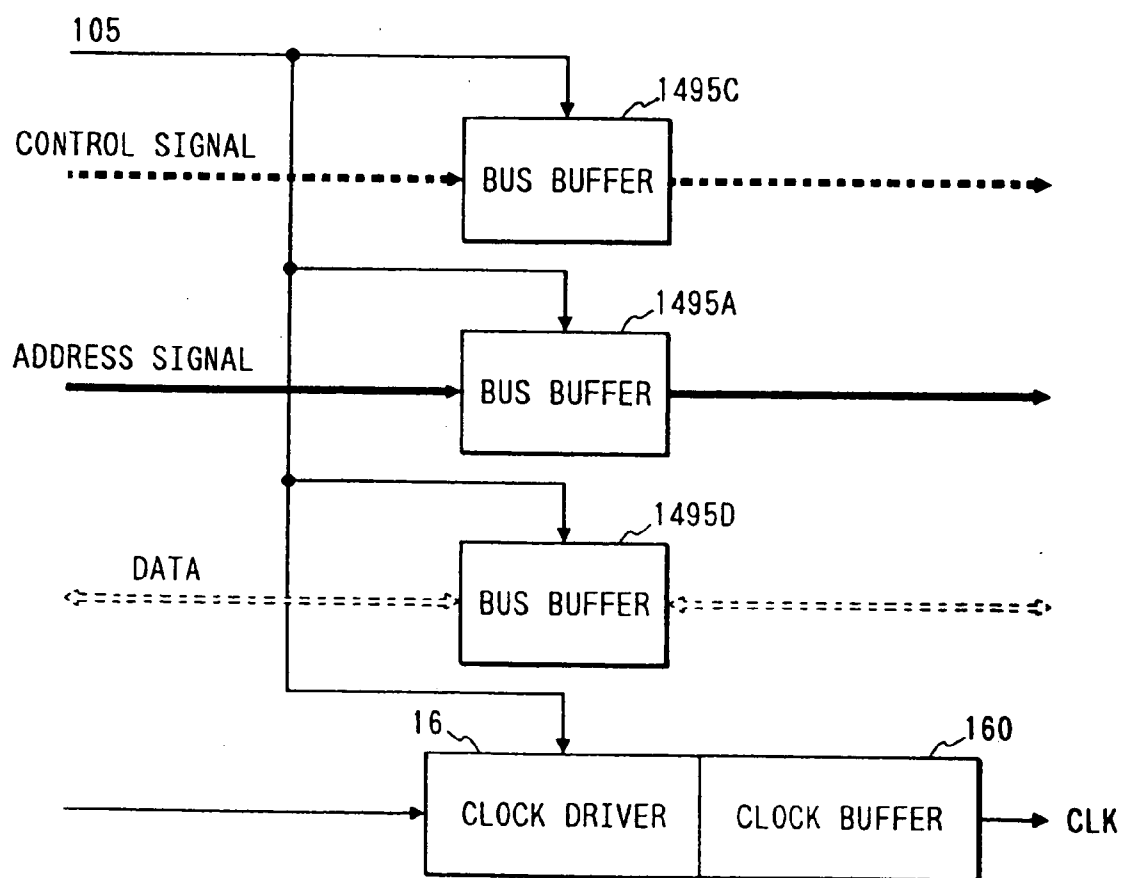 105
1495C
CONTROL SIGNAL
BUS BUFFER
1495A
ADDRESS SIGNAL
BUS BUFFER
1495D
DATA
BUS BUFFER
16
160
CLOCK DRIVER
CLOCK BUFFER
CLK